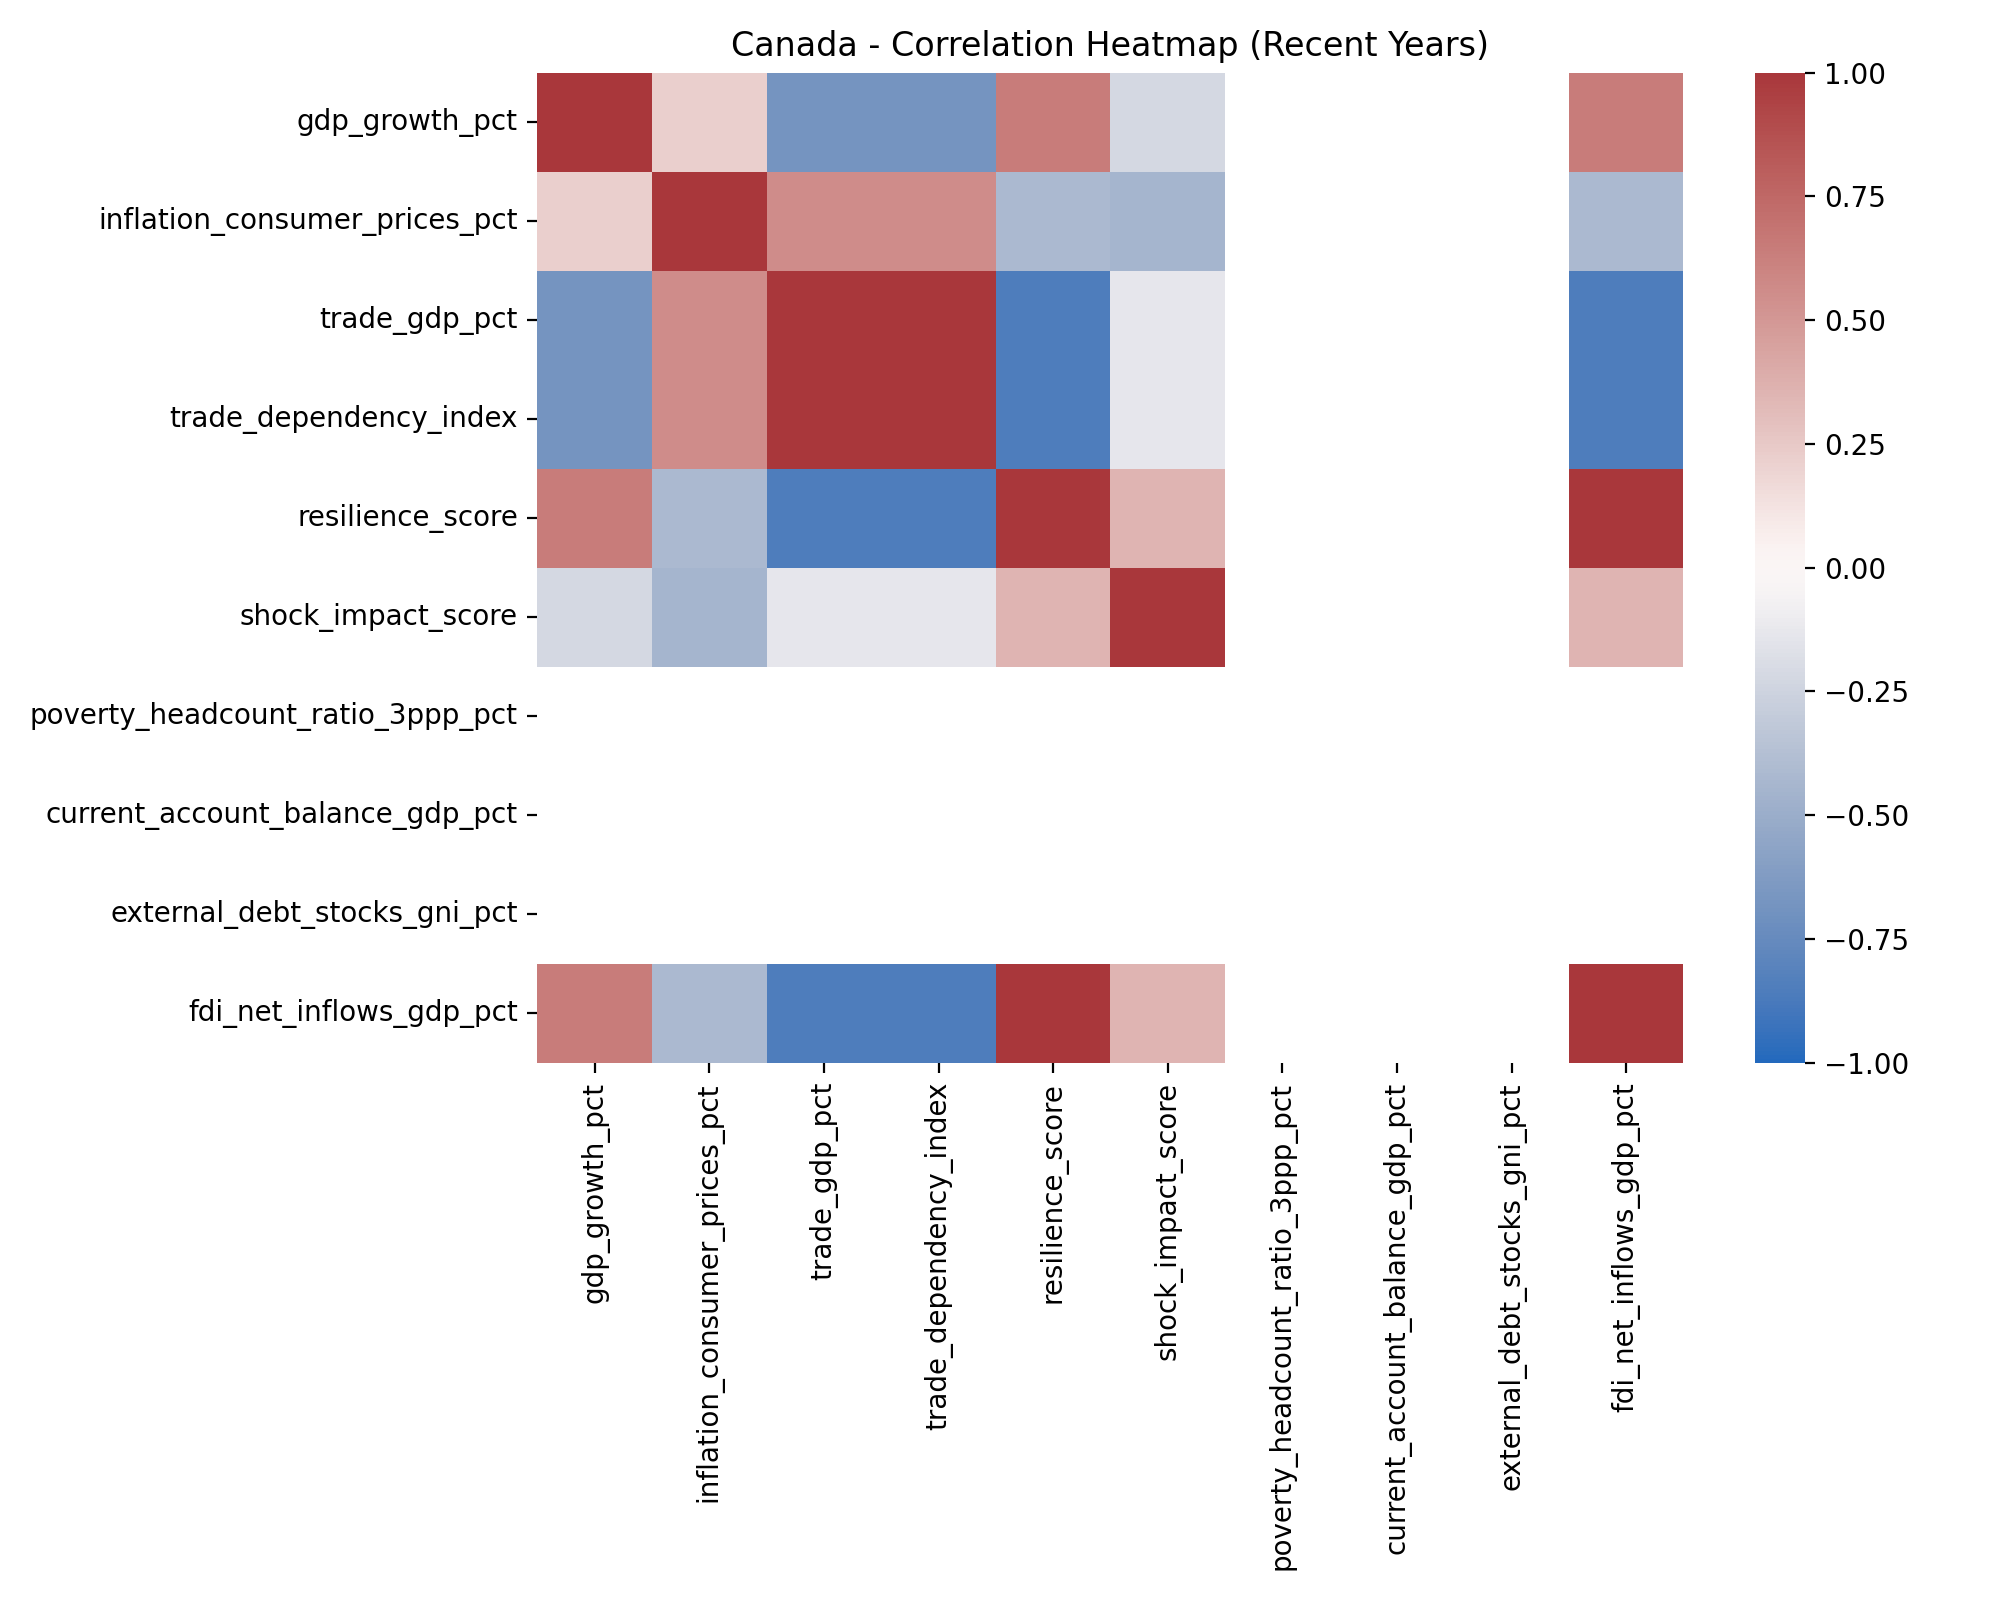 Canada - Correlation Heatmap (Recent Years)
gdp_growth_pct
inflation_consumer_prices_pct
trade_gdp_pct
trade_dependency_index
resilience_score
shock_impact_score
poverty_headcount_ratio_3ppp_pct
current_account_balance_gdp_pct
external_debt_stocks_gni_pct
fdi_net_inflows_gdp_pct
gdp_growth_pct
inflation_consumer_prices_pct
trade_gdp_pct
trade_dependency_index
resilience_score
shock_impact_score
poverty_headcount_ratio_3ppp_pct
current_account_balance_gdp_pct
external_debt_stocks_gni_pct
fdi_net_inflows_gdp_pct
1.00
0.75
0.50
0.25
0.00
−0.25
−0.50
−0.75
−1.00